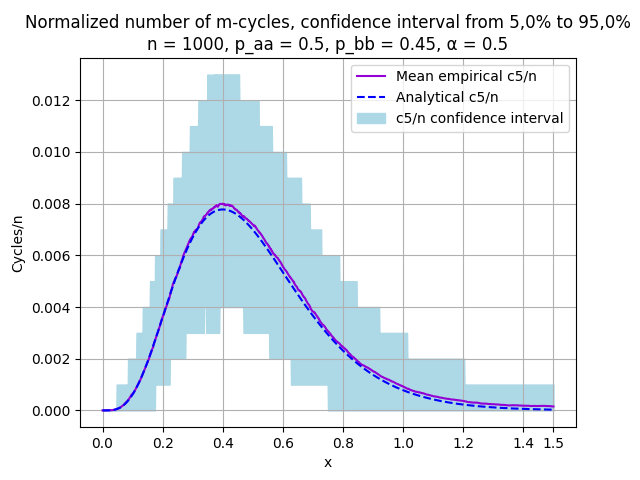 Normalized number of m-cycles, confidence interval from 5,0% to 95,0%
n = 1000, p_aa = 0.5, p_bb = 0.45, α = 0.5
Mean empirical c5/n
Analytical c5/n
c5/n confidence interval
Cycles/n
0.012
0.010
0.008
0.006
0.004
0.002
0.000
0.0 0.2 0.4 0.6 0.8 1.0 1.2 1.4 1.5
x